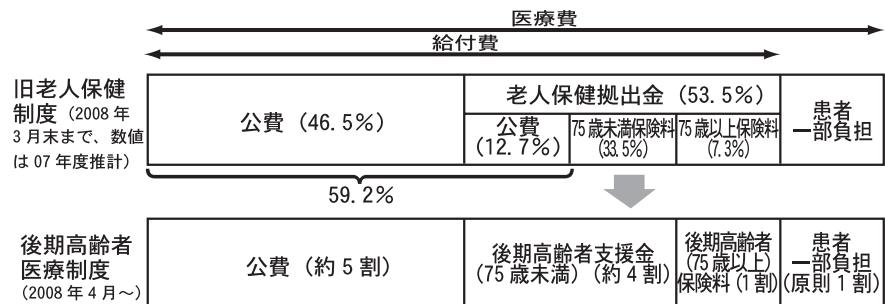 医療費
給付費
旧老人保健
制度(2008年
3月末まで、数値
は07年度推計)
公費(46.5%)
老人保健拠出金(53.5%)
公費
(12.7%)
75歳未満保険料
(33.5%)
75歳以上保険料
(7.3%)
患者
一部負担
59.2%
後期高齢者
医療制度
(2008年4月~)
公費(約5割)
後期高齢者支援金
(75歳未満)(約4割)
後期高齢者
(75歳以上)
保険料(1割)
患者
一部負担
(原則1割)